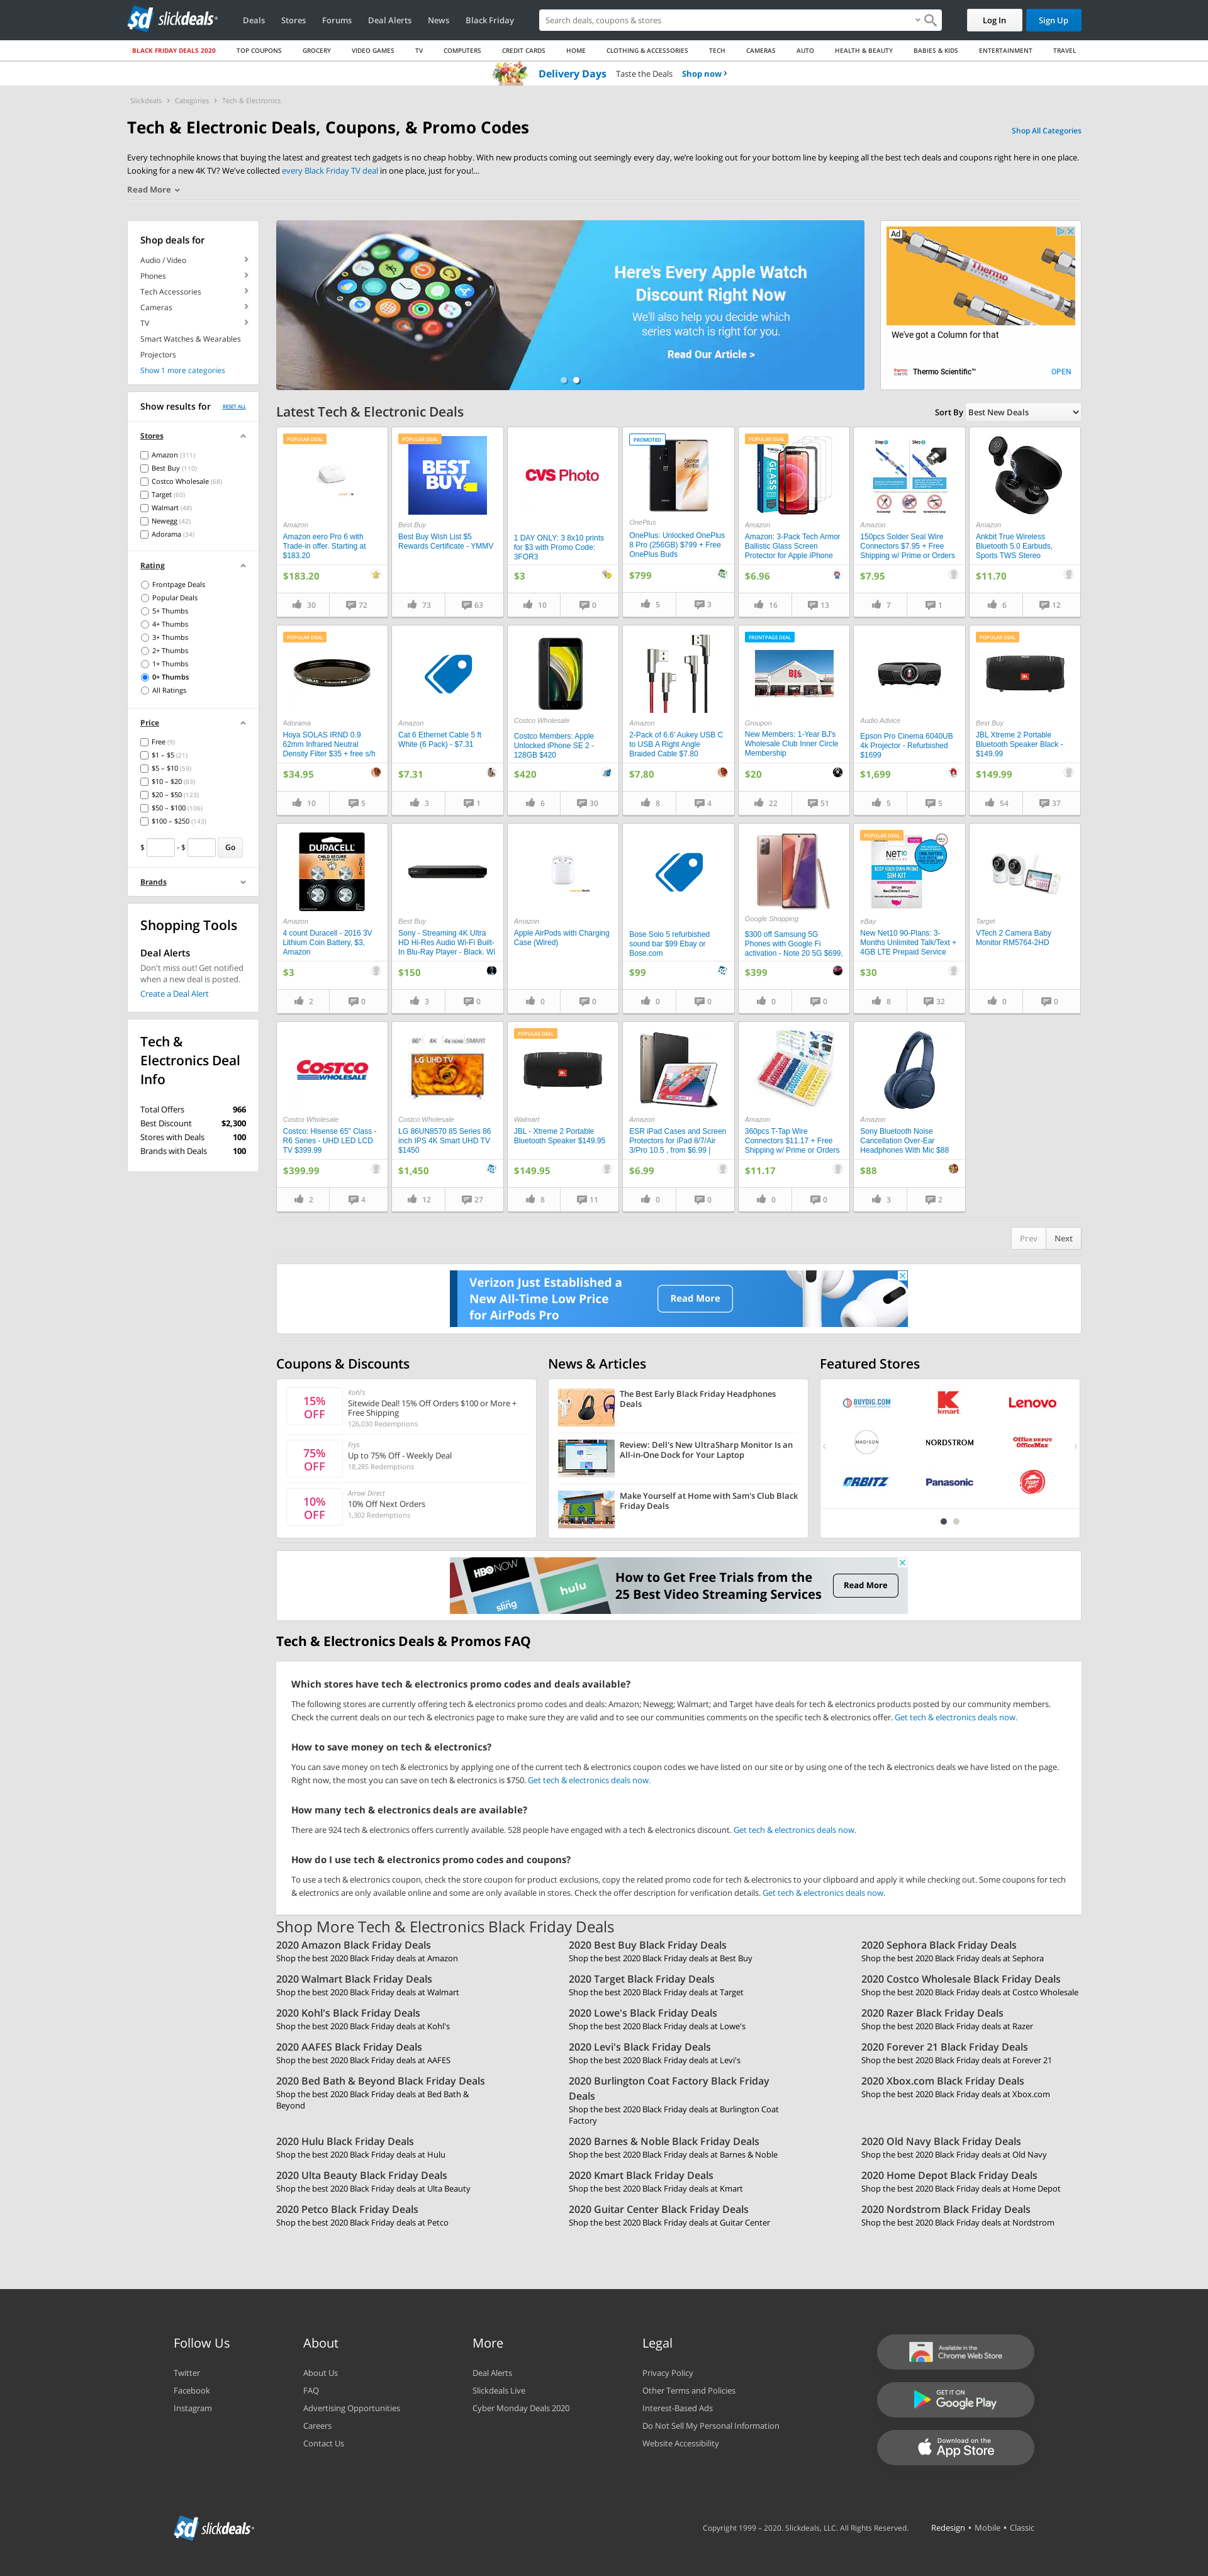 slickdeals
Deals
Stores
Forums
Deal Alerts
News
Black Friday
Search deals, coupons & stores
Log In
Sign Up
BLACK FRIDAY DEALS 2020
TOP COUPONS
GROCERY
VIDEO GAMES
TV
COMPUTERS
CREDIT CARDS
HOME
CLOTHING & ACCESSORIES
TECH
CAMERAS
AUTO
HEALTH & BEAUTY
BABIES & KIDS
ENTERTAINMENT
TRAVEL
Delivery Days Taste the Deals Shop now ›
Slickdeals › Categories › Tech & Electronics
Tech & Electronic Deals, Coupons, & Promo Codes
Shop All Categories
Every technophile knows that buying the latest and greatest tech gadgets is no cheap hobby. With new products coming out seemingly every day, we're looking out for your bottom line by keeping all the best tech deals and coupons right here in one place.
Looking for a new 4K TV? We've collected every Black Friday TV deal in one place, just for you!...
Read More
Shop deals for
Audio / Video
Phones
Tech Accessories
Cameras
TV
Smart Watches & Wearables
Projectors
Show 1 more categories
Here's Every Apple Watch
Discount Right Now
We'll also help you decide which
series watch is right for you.
Read Our Article >
Ad
Thermo
We've got a Column for that
Thermo Scientific™
OPEN
Show results for
RESET ALL
Stores
Amazon (311)
Best Buy (110)
Costco Wholesale (68)
Target (60)
Walmart (48)
Newegg (42)
Adorama (34)
Rating
Frontpage Deals
Popular Deals
5+ Thumbs
4+ Thumbs
3+ Thumbs
2+ Thumbs
1+ Thumbs
0+ Thumbs
All Ratings
Price
Free (9)
$1 – $5 (21)
$5 – $10 (59)
$10 – $20 (83)
$20 – $50 (123)
$50 – $100 (106)
$100 – $250 (143)
$ - $ Go
Brands
Shopping Tools
Deal Alerts
Don't miss out! Get notified
when a new deal is posted.
Create a Deal Alert
Tech &
Electronics Deal
Info
Total Offers 966
Best Discount $2,300
Stores with Deals 100
Brands with Deals 100
Latest Tech & Electronic Deals
Sort By Best New Deals
POPULAR DEAL
Amazon
Amazon eero Pro 6 with
Trade-in offer. Starting at
$183.20
$183.20
30 72
POPULAR DEAL
BEST
BUY
Best Buy
Best Buy Wish List $5
Rewards Certificate - YMMV
73 63
CVS Photo
1 DAY ONLY: 3 8x10 prints
for $3 with Promo Code:
3FOR3
$3
10 0
PROMOTED
OnePlus
OnePlus: Unlocked OnePlus
8 Pro (256GB) $799 + Free
OnePlus Buds
$799
5 3
POPULAR DEAL
GLASS
Amazon
Amazon: 3-Pack Tech Armor
Ballistic Glass Screen
Protector for Apple iPhone
$6.96
16 13
Amazon
150pcs Solder Seal Wire
Connectors $7.95 + Free
Shipping w/ Prime or Orders
$7.95
7 1
Amazon
Ankbit True Wireless
Bluetooth 5.0 Earbuds,
Sports TWS Stereo
$11.70
6 12
POPULAR DEAL
Adorama
Hoya SOLAS IRND 0.9
62mm Infrared Neutral
Density Filter $35 + free s/h
$34.95
10 5
Amazon
Cat 6 Ethernet Cable 5 ft
White (6 Pack) - $7.31
$7.31
3 1
Costco Wholesale
Costco Members: Apple
Unlocked iPhone SE 2 -
128GB $420
$420
6 30
Amazon
2-Pack of 6.6' Aukey USB C
to USB A Right Angle
Braided Cable $7.80
$7.80
8 4
FRONTPAGE DEAL
BJ's
Groupon
New Members: 1-Year BJ's
Wholesale Club Inner Circle
Membership
$20
22 51
Audio Advice
Epson Pro Cinema 6040UB
4k Projector - Refurbished
$1699
$1,699
5 5
POPULAR DEAL
JBL
Best Buy
JBL Xtreme 2 Portable
Bluetooth Speaker Black -
$149.99
$149.99
54 37
DURACELL
CHILD SECURE
2016
Amazon
4 count Duracell - 2016 3V
Lithium Coin Battery, $3,
Amazon
$3
2 0
Best Buy
Sony - Streaming 4K Ultra
HD Hi-Res Audio Wi-Fi Built-
In Blu-Ray Player - Black. Wi
$150
3 0
Amazon
Apple AirPods with Charging
Case (Wired)
0 0
Bose Solo 5 refurbished
sound bar $99 Ebay or
Bose.com
$99
0 0
Google Shopping
$300 off Samsung 5G
Phones with Google Fi
activation - Note 20 5G $699,
$399
0 0
POPULAR DEAL
NET10
KEEP YOUR OWN PHONE
SIM KIT
eBay
New Net10 90-Plans: 3-
Months Unlimited Talk/Text +
4GB LTE Prepaid Service
$30
8 32
Target
VTech 2 Camera Baby
Monitor RM5764-2HD
0 0
COSTCO
WHOLESALE
Costco Wholesale
Costco: Hisense 65" Class -
R6 Series - UHD LED LCD
TV $399.99
$399.99
2 4
86" 4K 4K HDR SMART
LG UHD TV
Costco Wholesale
LG 86UN8570 85 Series 86
inch IPS 4K Smart UHD TV
$1450
$1,450
12 27
POPULAR DEAL
JBL
Walmart
JBL - Xtreme 2 Portable
Bluetooth Speaker $149.95
$149.95
8 11
Amazon
ESR iPad Cases and Screen
Protectors for iPad 8/7/Air
3/Pro 10.5 , from $6.99 |
$6.99
0 0
Amazon
360pcs T-Tap Wire
Connectors $11.17 + Free
Shipping w/ Prime or Orders
$11.17
0 0
Amazon
Sony Bluetooth Noise
Cancellation Over-Ear
Headphones With Mic $88
$88
3 2
Prev Next
Verizon Just Established a
New All-Time Low Price
for AirPods Pro
Read More
Coupons & Discounts
15%
OFF
Kohl's
Sitewide Deal! 15% Off Orders $100 or More +
Free Shipping
126,030 Redemptions
75%
OFF
Frys
Up to 75% Off - Weekly Deal
18,285 Redemptions
10%
OFF
Arrow Direct
10% Off Next Orders
1,302 Redemptions
News & Articles
The Best Early Black Friday Headphones
Deals
Review: Dell's New UltraSharp Monitor Is an
All-in-One Dock for Your Laptop
Make Yourself at Home with Sam's Club Black
Friday Deals
Featured Stores
BUYDIG.COM
kmart
Lenovo
MADISON
NORDSTROM
Office DEPOT
OfficeMax
ORBITZ
Panasonic
Pizza Hut
HBO NOW
hulu
sling
How to Get Free Trials from the
25 Best Video Streaming Services
Read More
Tech & Electronics Deals & Promos FAQ
Which stores have tech & electronics promo codes and deals available?
The following stores are currently offering tech & electronics promo codes and deals: Amazon; Newegg; Walmart; and Target have deals for tech & electronics products posted by our community members.
Check the current deals on our tech & electronics page to make sure they are valid and to see our communities comments on the specific tech & electronics offer. Get tech & electronics deals now.
How to save money on tech & electronics?
You can save money on tech & electronics by applying one of the current tech & electronics coupon codes we have listed on our site or by using one of the tech & electronics deals we have listed on the page.
Right now, the most you can save on tech & electronics is $750. Get tech & electronics deals now.
How many tech & electronics deals are available?
There are 924 tech & electronics offers currently available. 528 people have engaged with a tech & electronics discount. Get tech & electronics deals now.
How do I use tech & electronics promo codes and coupons?
To use a tech & electronics coupon, check the store coupon for product exclusions, copy the related promo code for tech & electronics to your clipboard and apply it while checking out. Some coupons for tech
& electronics are only available online and some are only available in stores. Check the offer description for verification details. Get tech & electronics deals now.
Shop More Tech & Electronics Black Friday Deals
2020 Amazon Black Friday Deals
Shop the best 2020 Black Friday deals at Amazon
2020 Best Buy Black Friday Deals
Shop the best 2020 Black Friday deals at Best Buy
2020 Sephora Black Friday Deals
Shop the best 2020 Black Friday deals at Sephora
2020 Walmart Black Friday Deals
Shop the best 2020 Black Friday deals at Walmart
2020 Target Black Friday Deals
Shop the best 2020 Black Friday deals at Target
2020 Costco Wholesale Black Friday Deals
Shop the best 2020 Black Friday deals at Costco Wholesale
2020 Kohl's Black Friday Deals
Shop the best 2020 Black Friday deals at Kohl's
2020 Lowe's Black Friday Deals
Shop the best 2020 Black Friday deals at Lowe's
2020 Razer Black Friday Deals
Shop the best 2020 Black Friday deals at Razer
2020 AAFES Black Friday Deals
Shop the best 2020 Black Friday deals at AAFES
2020 Levi's Black Friday Deals
Shop the best 2020 Black Friday deals at Levi's
2020 Forever 21 Black Friday Deals
Shop the best 2020 Black Friday deals at Forever 21
2020 Bed Bath & Beyond Black Friday Deals
Shop the best 2020 Black Friday deals at Bed Bath &
Beyond
2020 Burlington Coat Factory Black Friday
Deals
Shop the best 2020 Black Friday deals at Burlington Coat
Factory
2020 Xbox.com Black Friday Deals
Shop the best 2020 Black Friday deals at Xbox.com
2020 Hulu Black Friday Deals
Shop the best 2020 Black Friday deals at Hulu
2020 Barnes & Noble Black Friday Deals
Shop the best 2020 Black Friday deals at Barnes & Noble
2020 Old Navy Black Friday Deals
Shop the best 2020 Black Friday deals at Old Navy
2020 Ulta Beauty Black Friday Deals
Shop the best 2020 Black Friday deals at Ulta Beauty
2020 Kmart Black Friday Deals
Shop the best 2020 Black Friday deals at Kmart
2020 Home Depot Black Friday Deals
Shop the best 2020 Black Friday deals at Home Depot
2020 Petco Black Friday Deals
Shop the best 2020 Black Friday deals at Petco
2020 Guitar Center Black Friday Deals
Shop the best 2020 Black Friday deals at Guitar Center
2020 Nordstrom Black Friday Deals
Shop the best 2020 Black Friday deals at Nordstrom
Follow Us
Twitter
Facebook
Instagram
About
About Us
FAQ
Advertising Opportunities
Careers
Contact Us
More
Deal Alerts
Slickdeals Live
Cyber Monday Deals 2020
Legal
Privacy Policy
Other Terms and Policies
Interest-Based Ads
Do Not Sell My Personal Information
Website Accessibility
Available in the
Chrome Web Store
GET IT ON
Google Play
Download on the
App Store
slickdeals
Copyright 1999 – 2020. Slickdeals, LLC. All Rights Reserved.
Redesign • Mobile • Classic